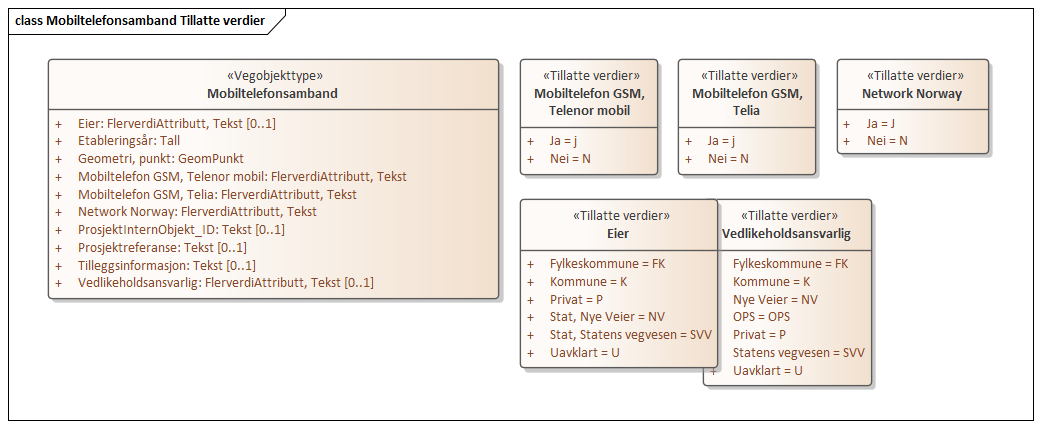 class Mobiltelefonsamband Tillatte verdier
«Vegobjekttype»
Mobiltelefonsamband
+ Eier: FlerverdiAttributt, Tekst [0..1]
+ Etableringsår: Tall
+ Geometri, punkt: GeomPunkt
+ Mobiltelefon GSM, Telenor mobil: FlerverdiAttributt, Tekst
+ Mobiltelefon GSM, Telia: FlerverdiAttributt, Tekst
+ Network Norway: FlerverdiAttributt, Tekst
+ ProsjektInternObjekt_ID: Tekst [0..1]
+ Prosjektreferanse: Tekst [0..1]
+ Tilleggsinformasjon: Tekst [0..1]
+ Vedlikeholdsansvarlig: FlerverdiAttributt, Tekst [0..1]
«Tillatte verdier»
Mobiltelefon GSM,
Telenor mobil
+ Ja = j
+ Nei = N
«Tillatte verdier»
Mobiltelefon GSM,
Telia
+ Ja = j
+ Nei = N
«Tillatte verdier»
Network Norway
+ Ja = J
+ Nei = N
«Tillatte verdier»
Eier
+ Fylkeskommune = FK
+ Kommune = K
+ Privat = P
+ Stat, Nye Veier = NV
+ Stat, Statens vegvesen = SVV
+ Uavklart = U
«Tillatte verdier»
Vedlikeholdsansvarlig
Fylkeskommune = FK
Kommune = K
Nye Veier = NV
OPS = OPS
Privat = P
Statens vegvesen = SVV
+ Uavklart = U